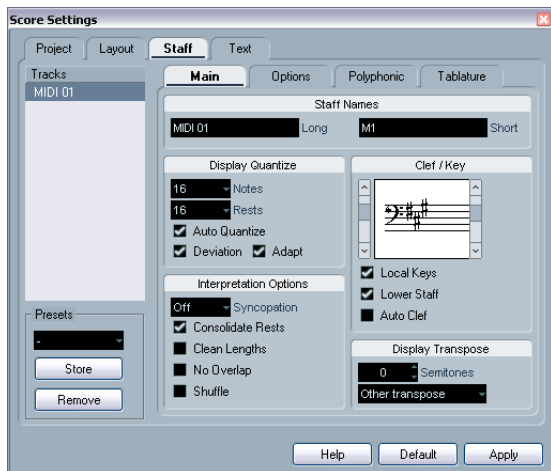 Score Settings
Project Layout Staff Text
Tracks
MIDI 01
Main Options Polyphonic Tablature
Staff Names
MIDI 01 Long M1 Short
Display Quantize
16 Notes
16 Rests
Auto Quantize
Deviation Adapt
Clef / Key
Local Keys
Lower Staff
Auto Clef
Interpretation Options
Off Syncopation
Consolidate Rests
Clean Lengths
No Overlap
Shuffle
Display Transpose
0 Semitones
Other transpose
Presets
-
Store
Remove
Help Default Apply